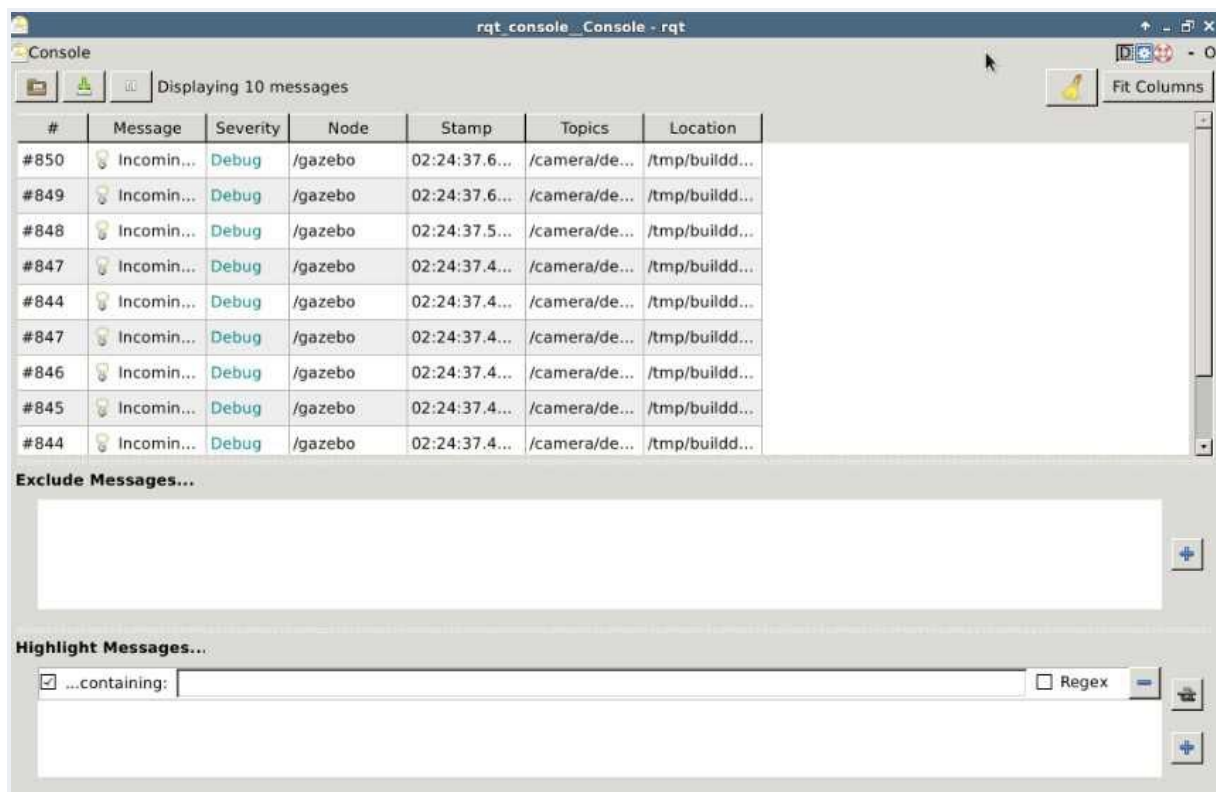 rqt_console__Console - rqt
Console
D - O
Displaying 10 messages Fit Columns
# Message Severity Node Stamp Topics Location
#850 Incomin... Debug /gazebo 02:24:37.6... /camera/de... /tmp/buildd...
#849 Incomin... Debug /gazebo 02:24:37.6... /camera/de... /tmp/buildd...
#848 Incomin... Debug /gazebo 02:24:37.5... /camera/de... /tmp/buildd...
#847 Incomin... Debug /gazebo 02:24:37.4... /camera/de... /tmp/buildd...
#844 Incomin... Debug /gazebo 02:24:37.4... /camera/de... /tmp/buildd...
#847 Incomin... Debug /gazebo 02:24:37.4... /camera/de... /tmp/buildd...
#846 Incomin... Debug /gazebo 02:24:37.4... /camera/de... /tmp/buildd...
#845 Incomin... Debug /gazebo 02:24:37.4... /camera/de... /tmp/buildd...
#844 Incomin... Debug /gazebo 02:24:37.4... /camera/de... /tmp/buildd...
Exclude Messages...
Highlight Messages...
...containing: Regex